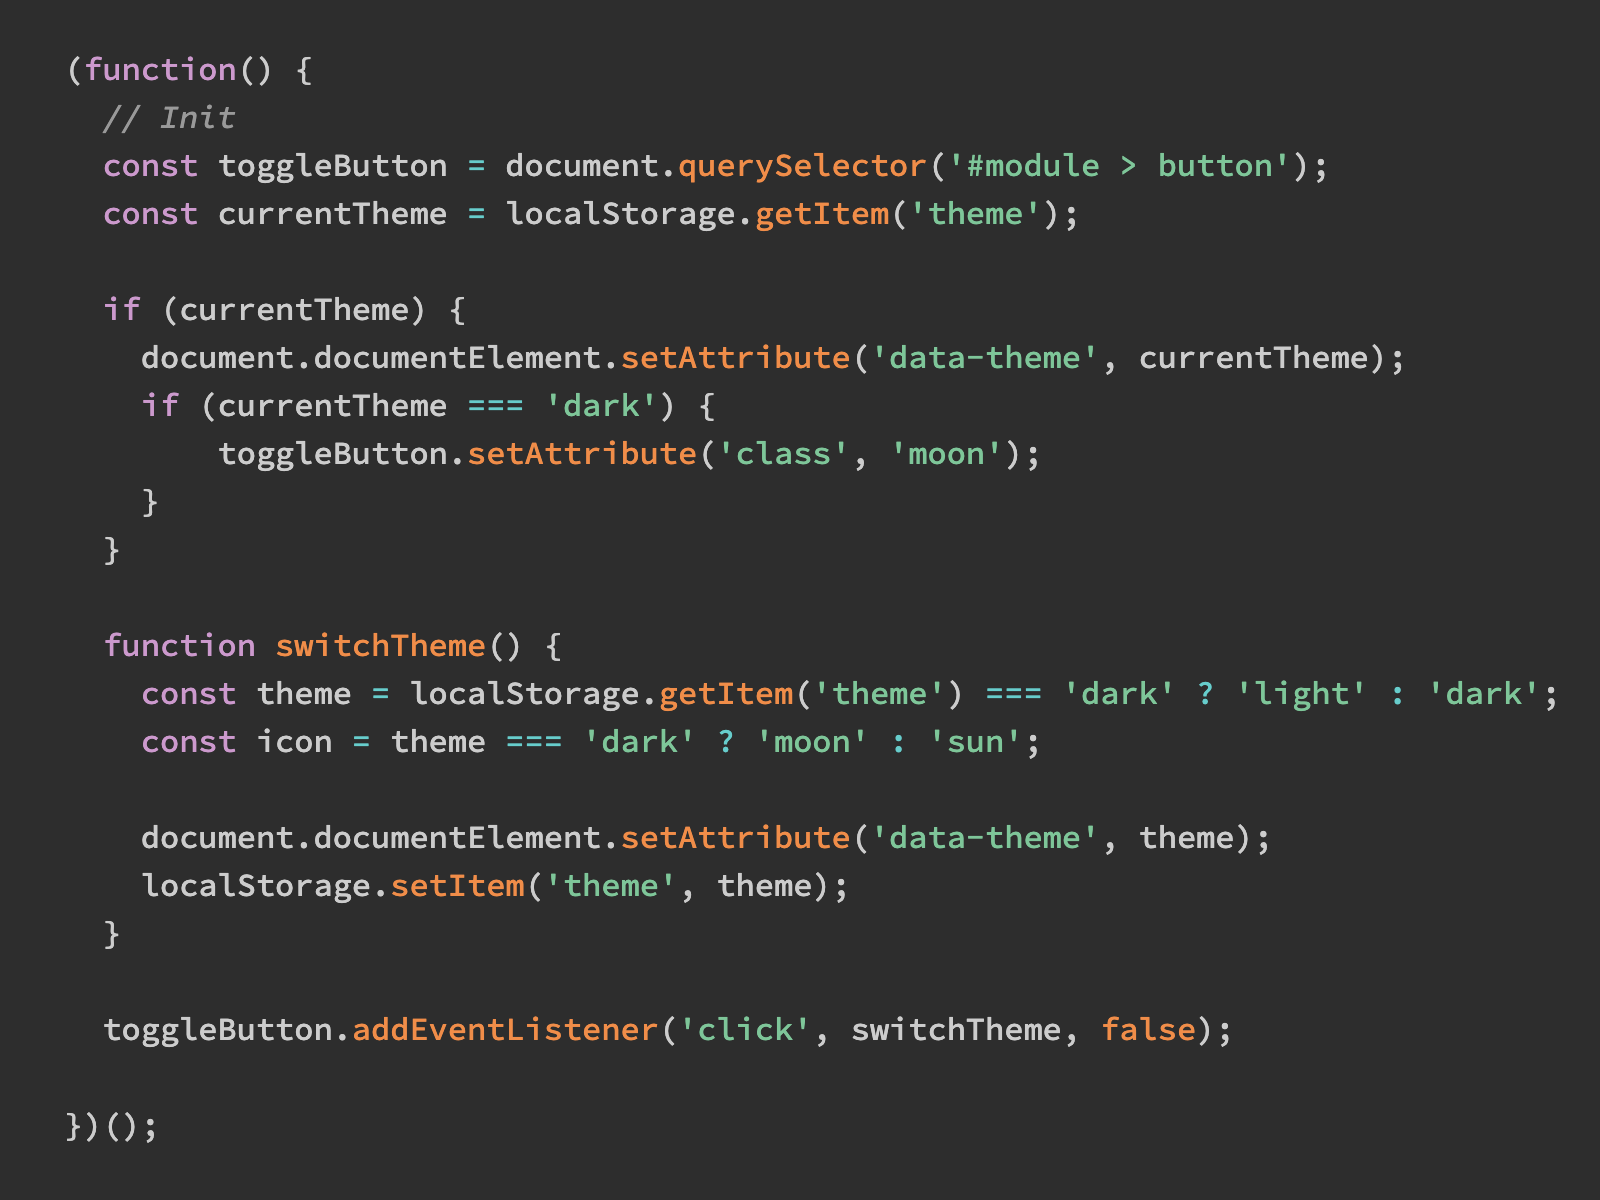 (function() {
  // Init
  const toggleButton = document.querySelector('#module > button');
  const currentTheme = localStorage.getItem('theme');

  if (currentTheme) {
    document.documentElement.setAttribute('data-theme', currentTheme);
    if (currentTheme === 'dark') {
        toggleButton.setAttribute('class', 'moon');
    }
  }

  function switchTheme() {
    const theme = localStorage.getItem('theme') === 'dark' ? 'light' : 'dark';
    const icon = theme === 'dark' ? 'moon' : 'sun';

    document.documentElement.setAttribute('data-theme', theme);
    localStorage.setItem('theme', theme);
  }

  toggleButton.addEventListener('click', switchTheme, false);

})();